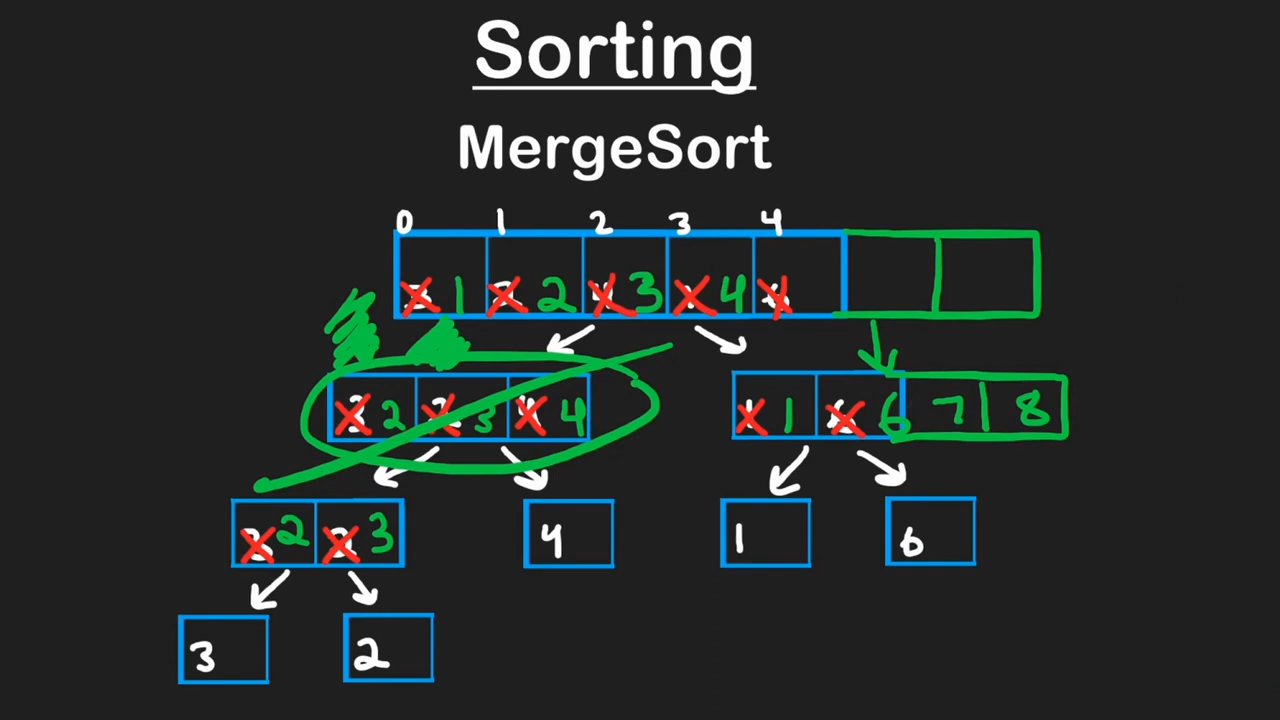 Sorting
MergeSort
0 1 2 3 4
1 2 3 4
2 3 4 1 6 7 8
2 3 4 1 6
3 2